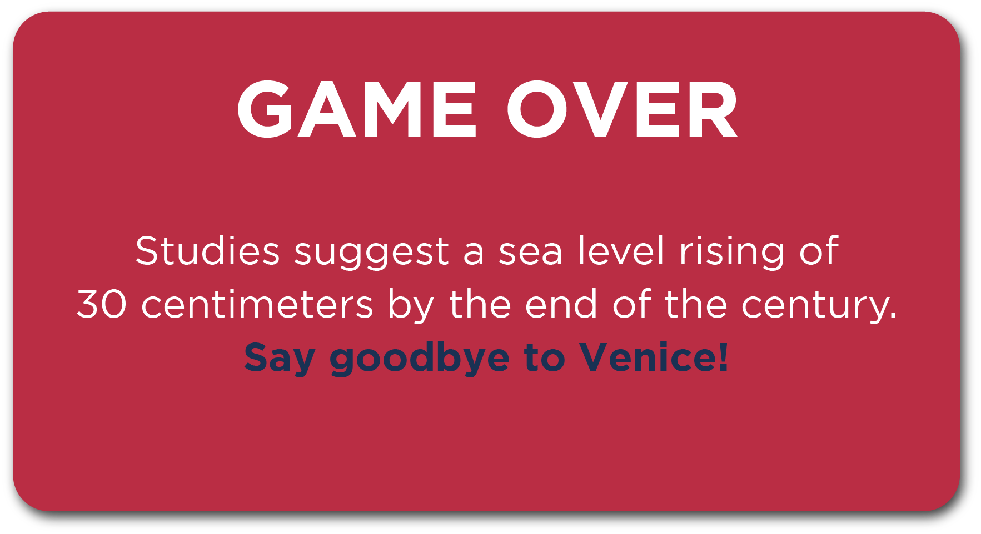 GAME OVER
Studies suggest a sea level rising of
30 centimeters by the end of the century.
Say goodbye to Venice!